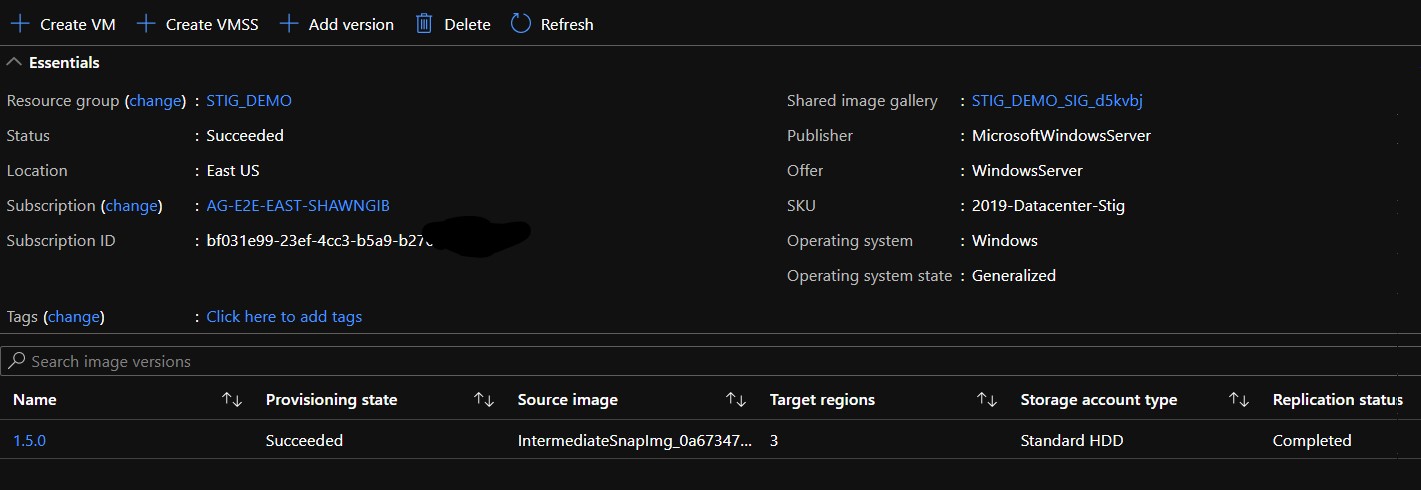 Create VM Create VMSS Add version Delete Refresh
Essentials
Resource group (change) : STIG_DEMO
Status : Succeeded
Location : East US
Subscription (change) : AG-E2E-EAST-SHAWNGIB
Subscription ID : bf031e99-23ef-4cc3-b5a9-b27
Tags (change) : Click here to add tags
Shared image gallery : STIG_DEMO_SIG_d5kvbj
Publisher : MicrosoftWindowsServer
Offer : WindowsServer
SKU : 2019-Datacenter-Stig
Operating system : Windows
Operating system state : Generalized
Search image versions
Name Provisioning state Source image Target regions Storage account type Replication status
1.5.0 Succeeded IntermediateSnapImg_0a67347... 3 Standard HDD Completed